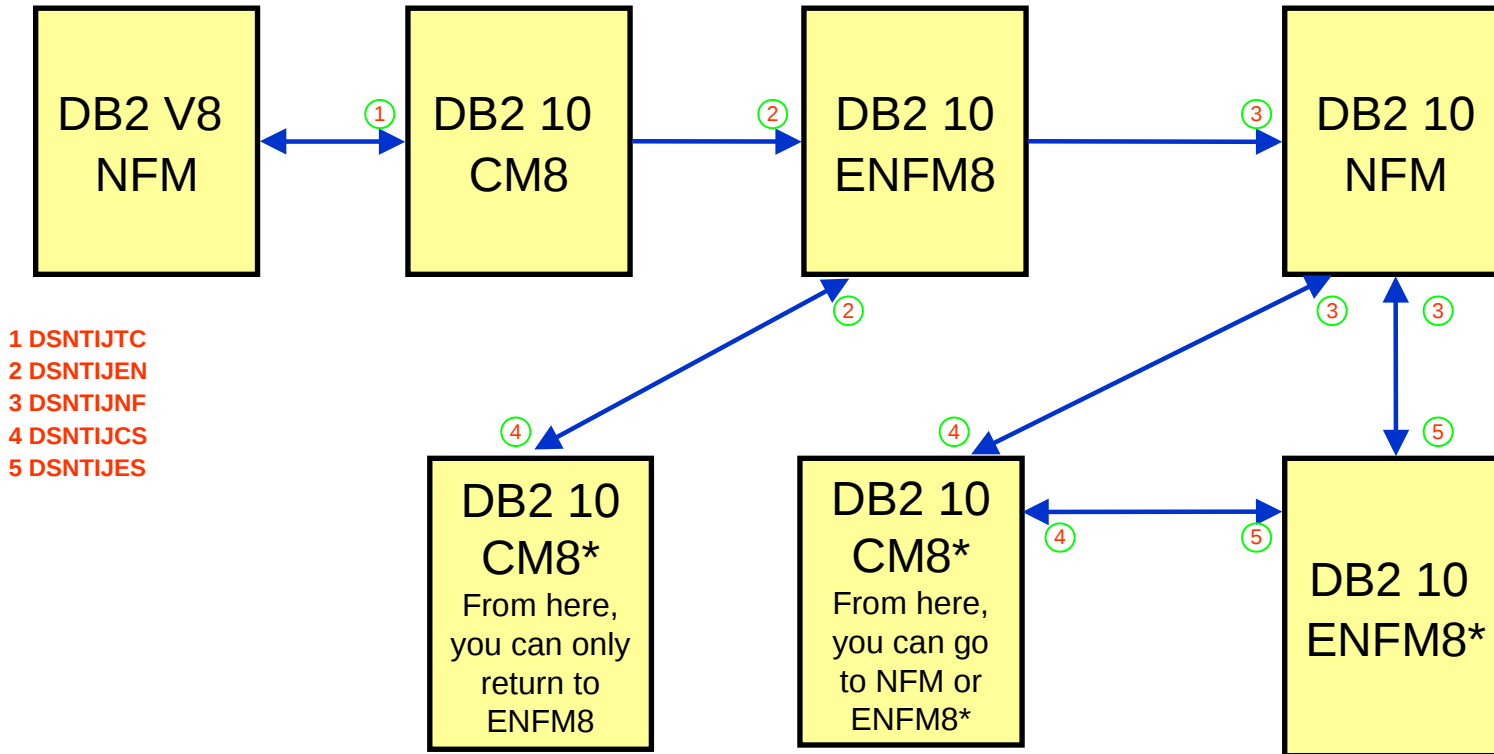 DB2 V8
NFM
1
DB2 10
CM8
2
DB2 10
ENFM8
3
DB2 10
NFM
2
3
3
1 DSNTIJTC
2 DSNTIJEN
3 DSNTIJNF
4 DSNTIJCS
5 DSNTIJES
4
4
5
DB2 10
CM8*
From here,
you can only
return to
ENFM8
DB2 10
CM8*
From here,
you can go
to NFM or
ENFM8*
4
5
DB2 10
ENFM8*